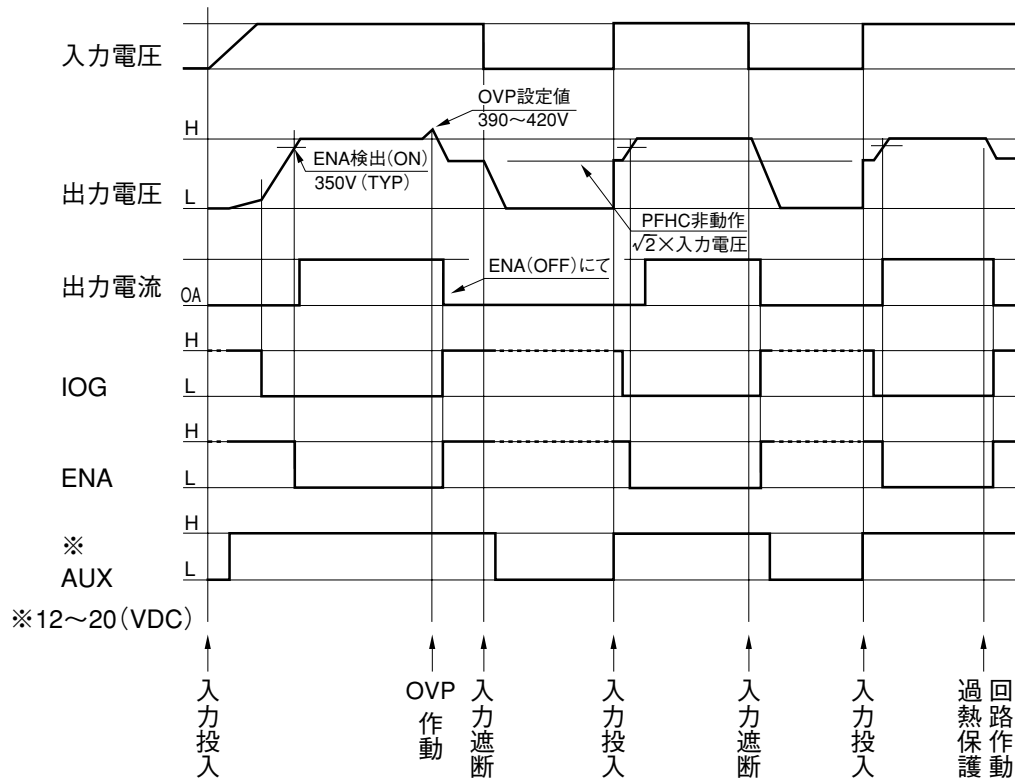 入力電圧
OVP設定値
390～420V
H
ENA検出(ON)
350V(TYP)
出力電圧
L
PFHC非動作
√2×入力電圧
ENA(OFF)にて
出力電流
0A
H
IOG
L
H
ENA
L
H
※
AUX
L
※12～20(VDC)
入力投入
OVP
作動
入力遮断
入力投入
入力遮断
入力投入
回路作動
過熱保護